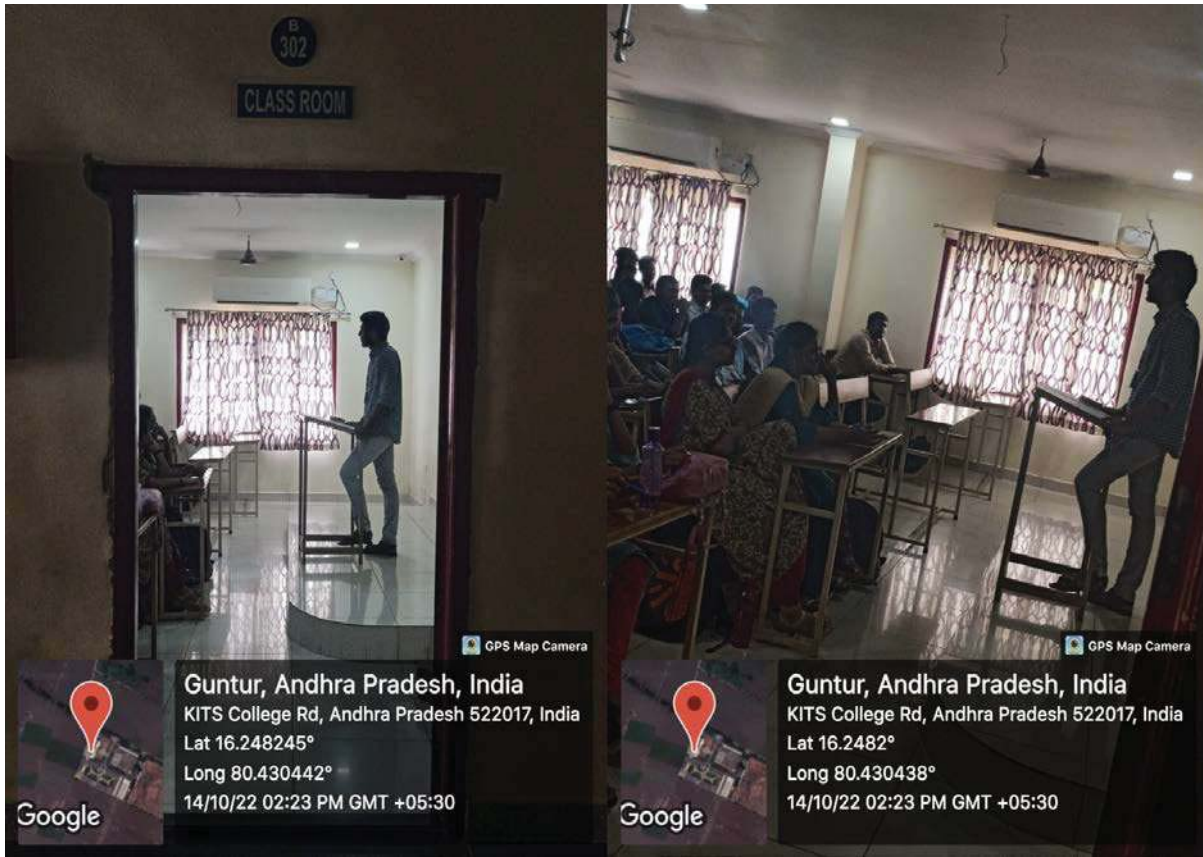 B
302
CLASS ROOM
GPS Map Camera
Guntur, Andhra Pradesh, India
KITS College Rd, Andhra Pradesh 522017, India
Lat 16.248245°
Long 80.430442°
14/10/22 02:23 PM GMT +05:30
Google
GPS Map Camera
Guntur, Andhra Pradesh, India
KITS College Rd, Andhra Pradesh 522017, India
Lat 16.2482°
Long 80.430438°
14/10/22 02:23 PM GMT +05:30
Google